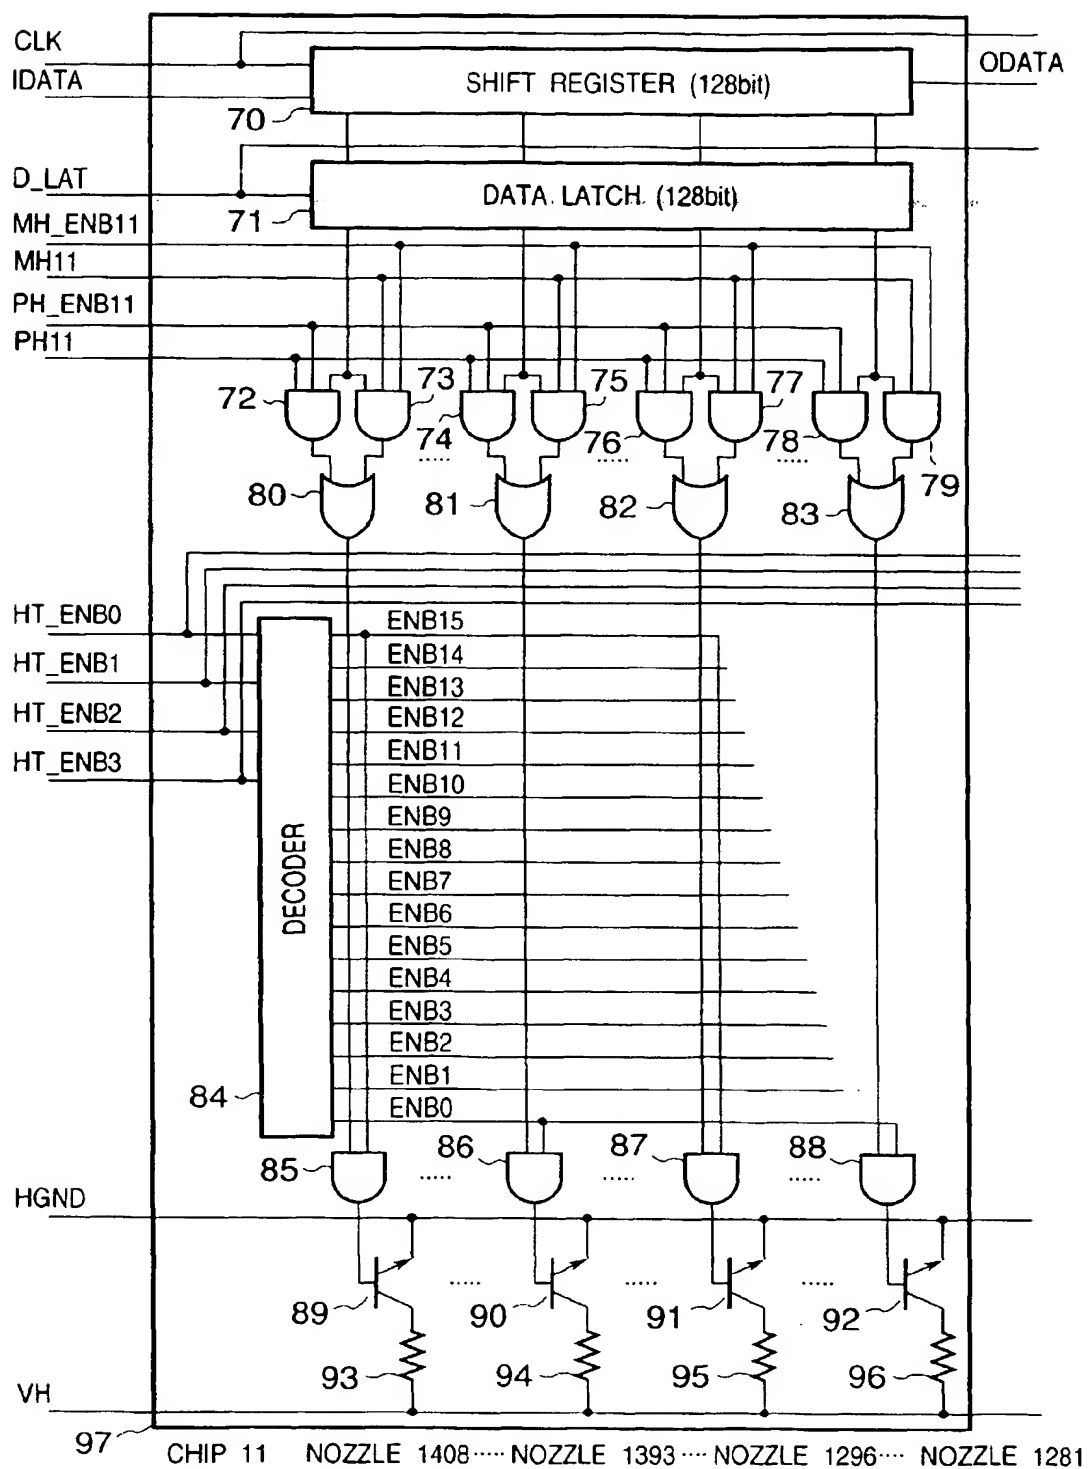 CLK
IDATA
ODATA
SHIFT REGISTER (128bit)
70
D_LAT
DATA LATCH (128bit)
71
MH_ENB11
MH11
PH_ENB11
PH11
72
73
74
75
76
77
78
79
80
81
82
83
HT_ENB0
HT_ENB1
HT_ENB2
HT_ENB3
ENB15
ENB14
ENB13
ENB12
ENB11
ENB10
ENB9
ENB8
ENB7
ENB6
ENB5
ENB4
ENB3
ENB2
ENB1
ENB0
DECODER
84
85
86
87
88
HGND
89
90
91
92
93
94
95
96
VH
97
CHIP 11 NOZZLE 1408 ····· NOZZLE 1393 ···· NOZZLE 1296 ···· NOZZLE 1281